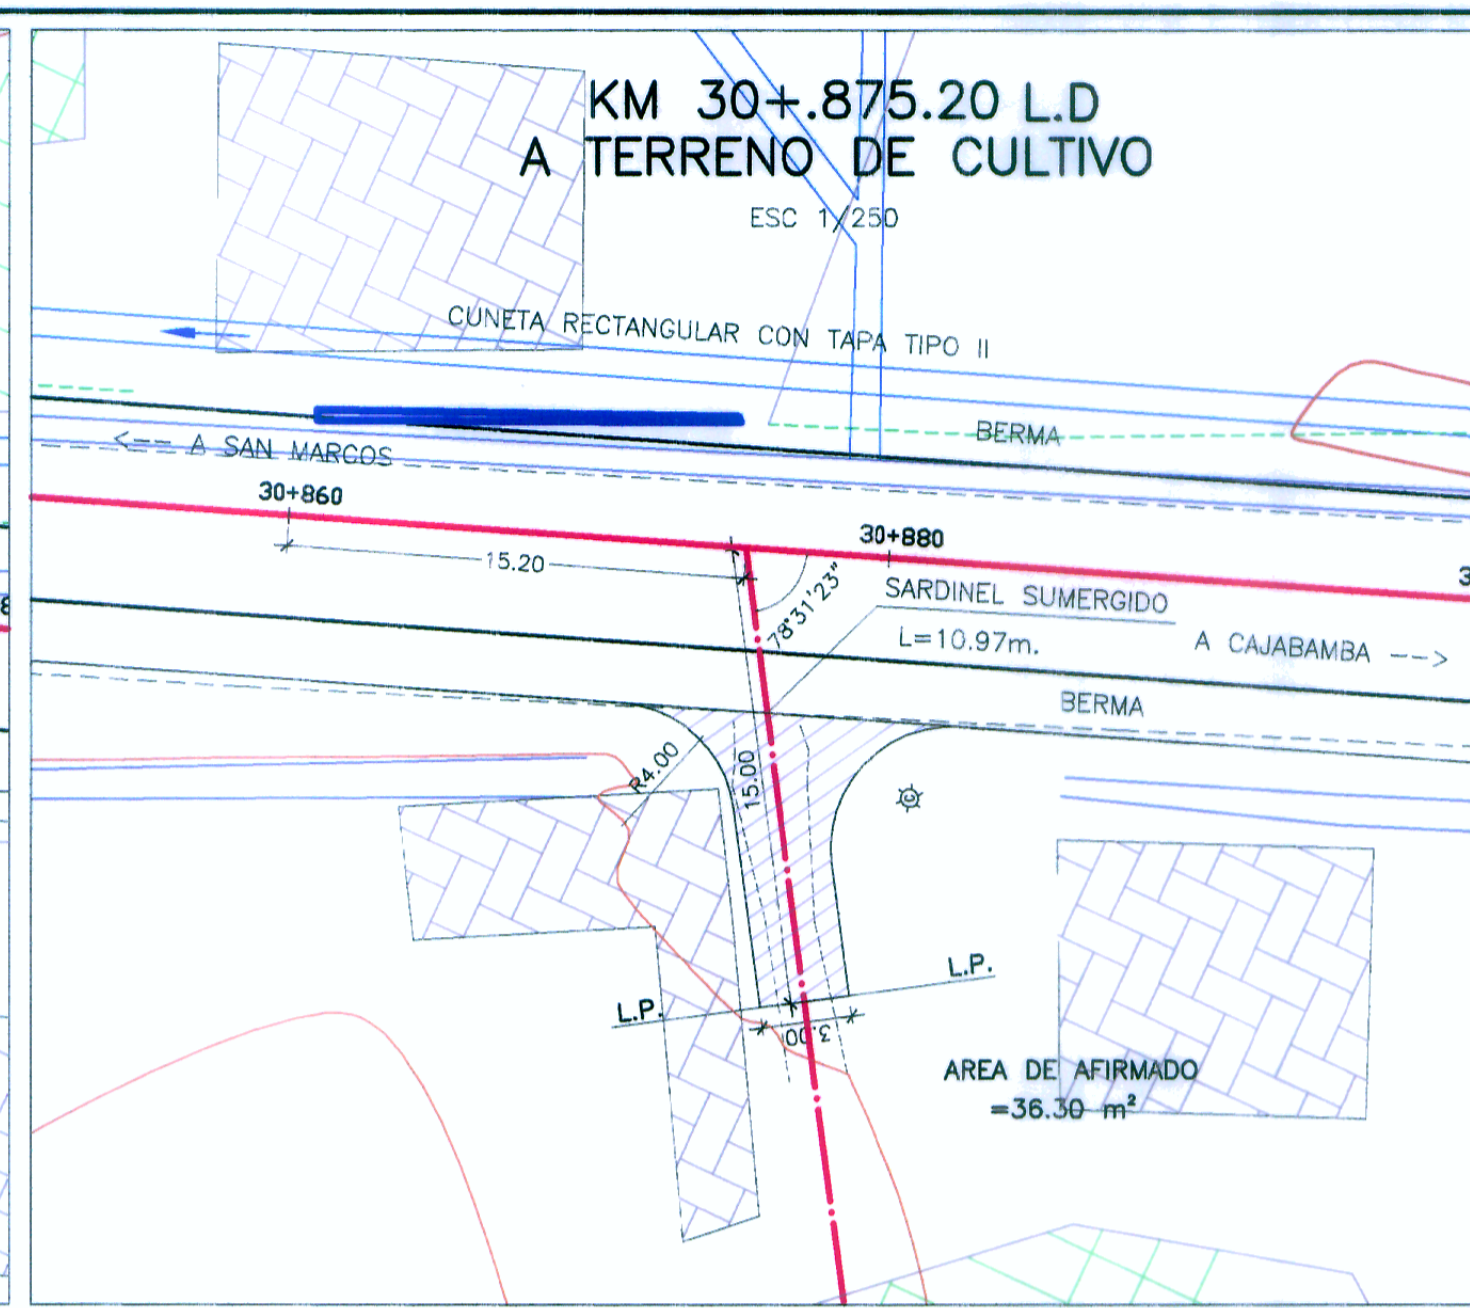 KM 30+.875.20 L.D
A TERRENO DE CULTIVO
ESC 1/250
CUNETA RECTANGULAR CON TAPA TIPO II
BERMA
<-- A SAN MARCOS
30+860
30+880
15.20
78°31'23"
SARDINEL SUMERGIDO
L=10.97m.
A CAJABAMBA -->
BERMA
R4.00
15.00
L.P.
L.P.
3.00
AREA DE AFIRMADO
=36.30 m²